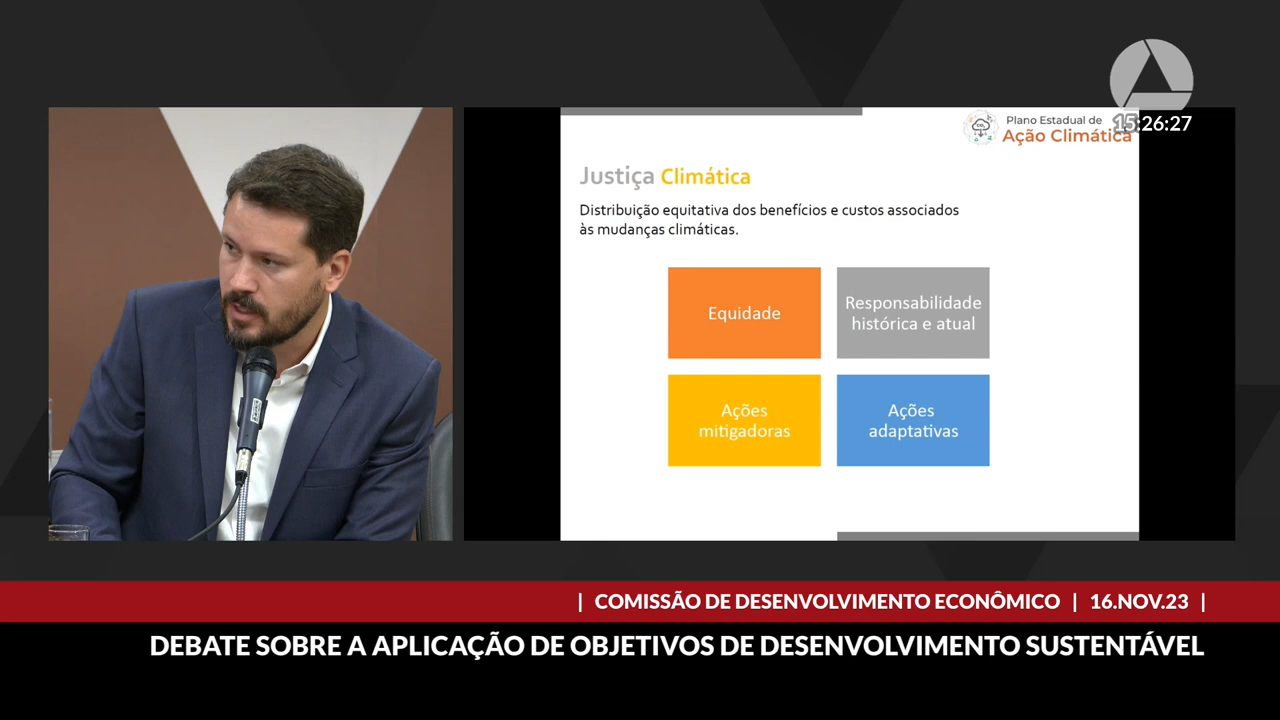 15:26:27
Plano Estadual de
Ação Climática
Justiça Climática
Distribuição equitativa dos benefícios e custos associados
às mudanças climáticas.
Equidade
Responsabilidade
histórica e atual
Ações
mitigadoras
Ações
adaptativas
| COMISSÃO DE DESENVOLVIMENTO ECONÔMICO | 16.NOV.23 |
DEBATE SOBRE A APLICAÇÃO DE OBJETIVOS DE DESENVOLVIMENTO SUSTENTÁVEL